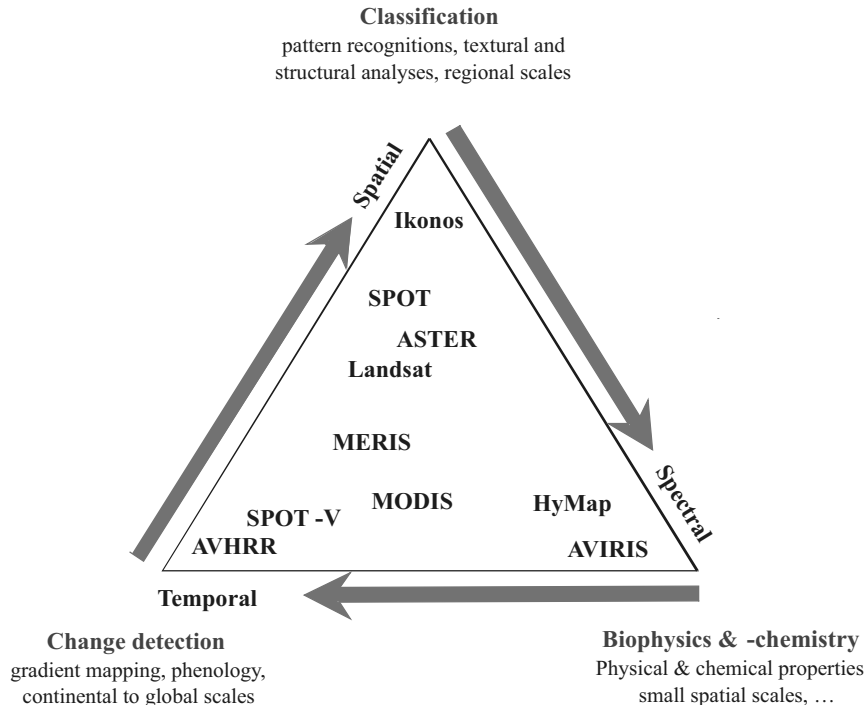 Classification
pattern recognitions, textural and
structural analyses, regional scales
Spatial
Ikonos
SPOT
ASTER
Landsat
MERIS
MODIS
HyMap
Spectral
SPOT -V
AVHRR
AVIRIS
Temporal
Change detection
gradient mapping, phenology,
continental to global scales
Biophysics & -chemistry
Physical & chemical properties
small spatial scales, …